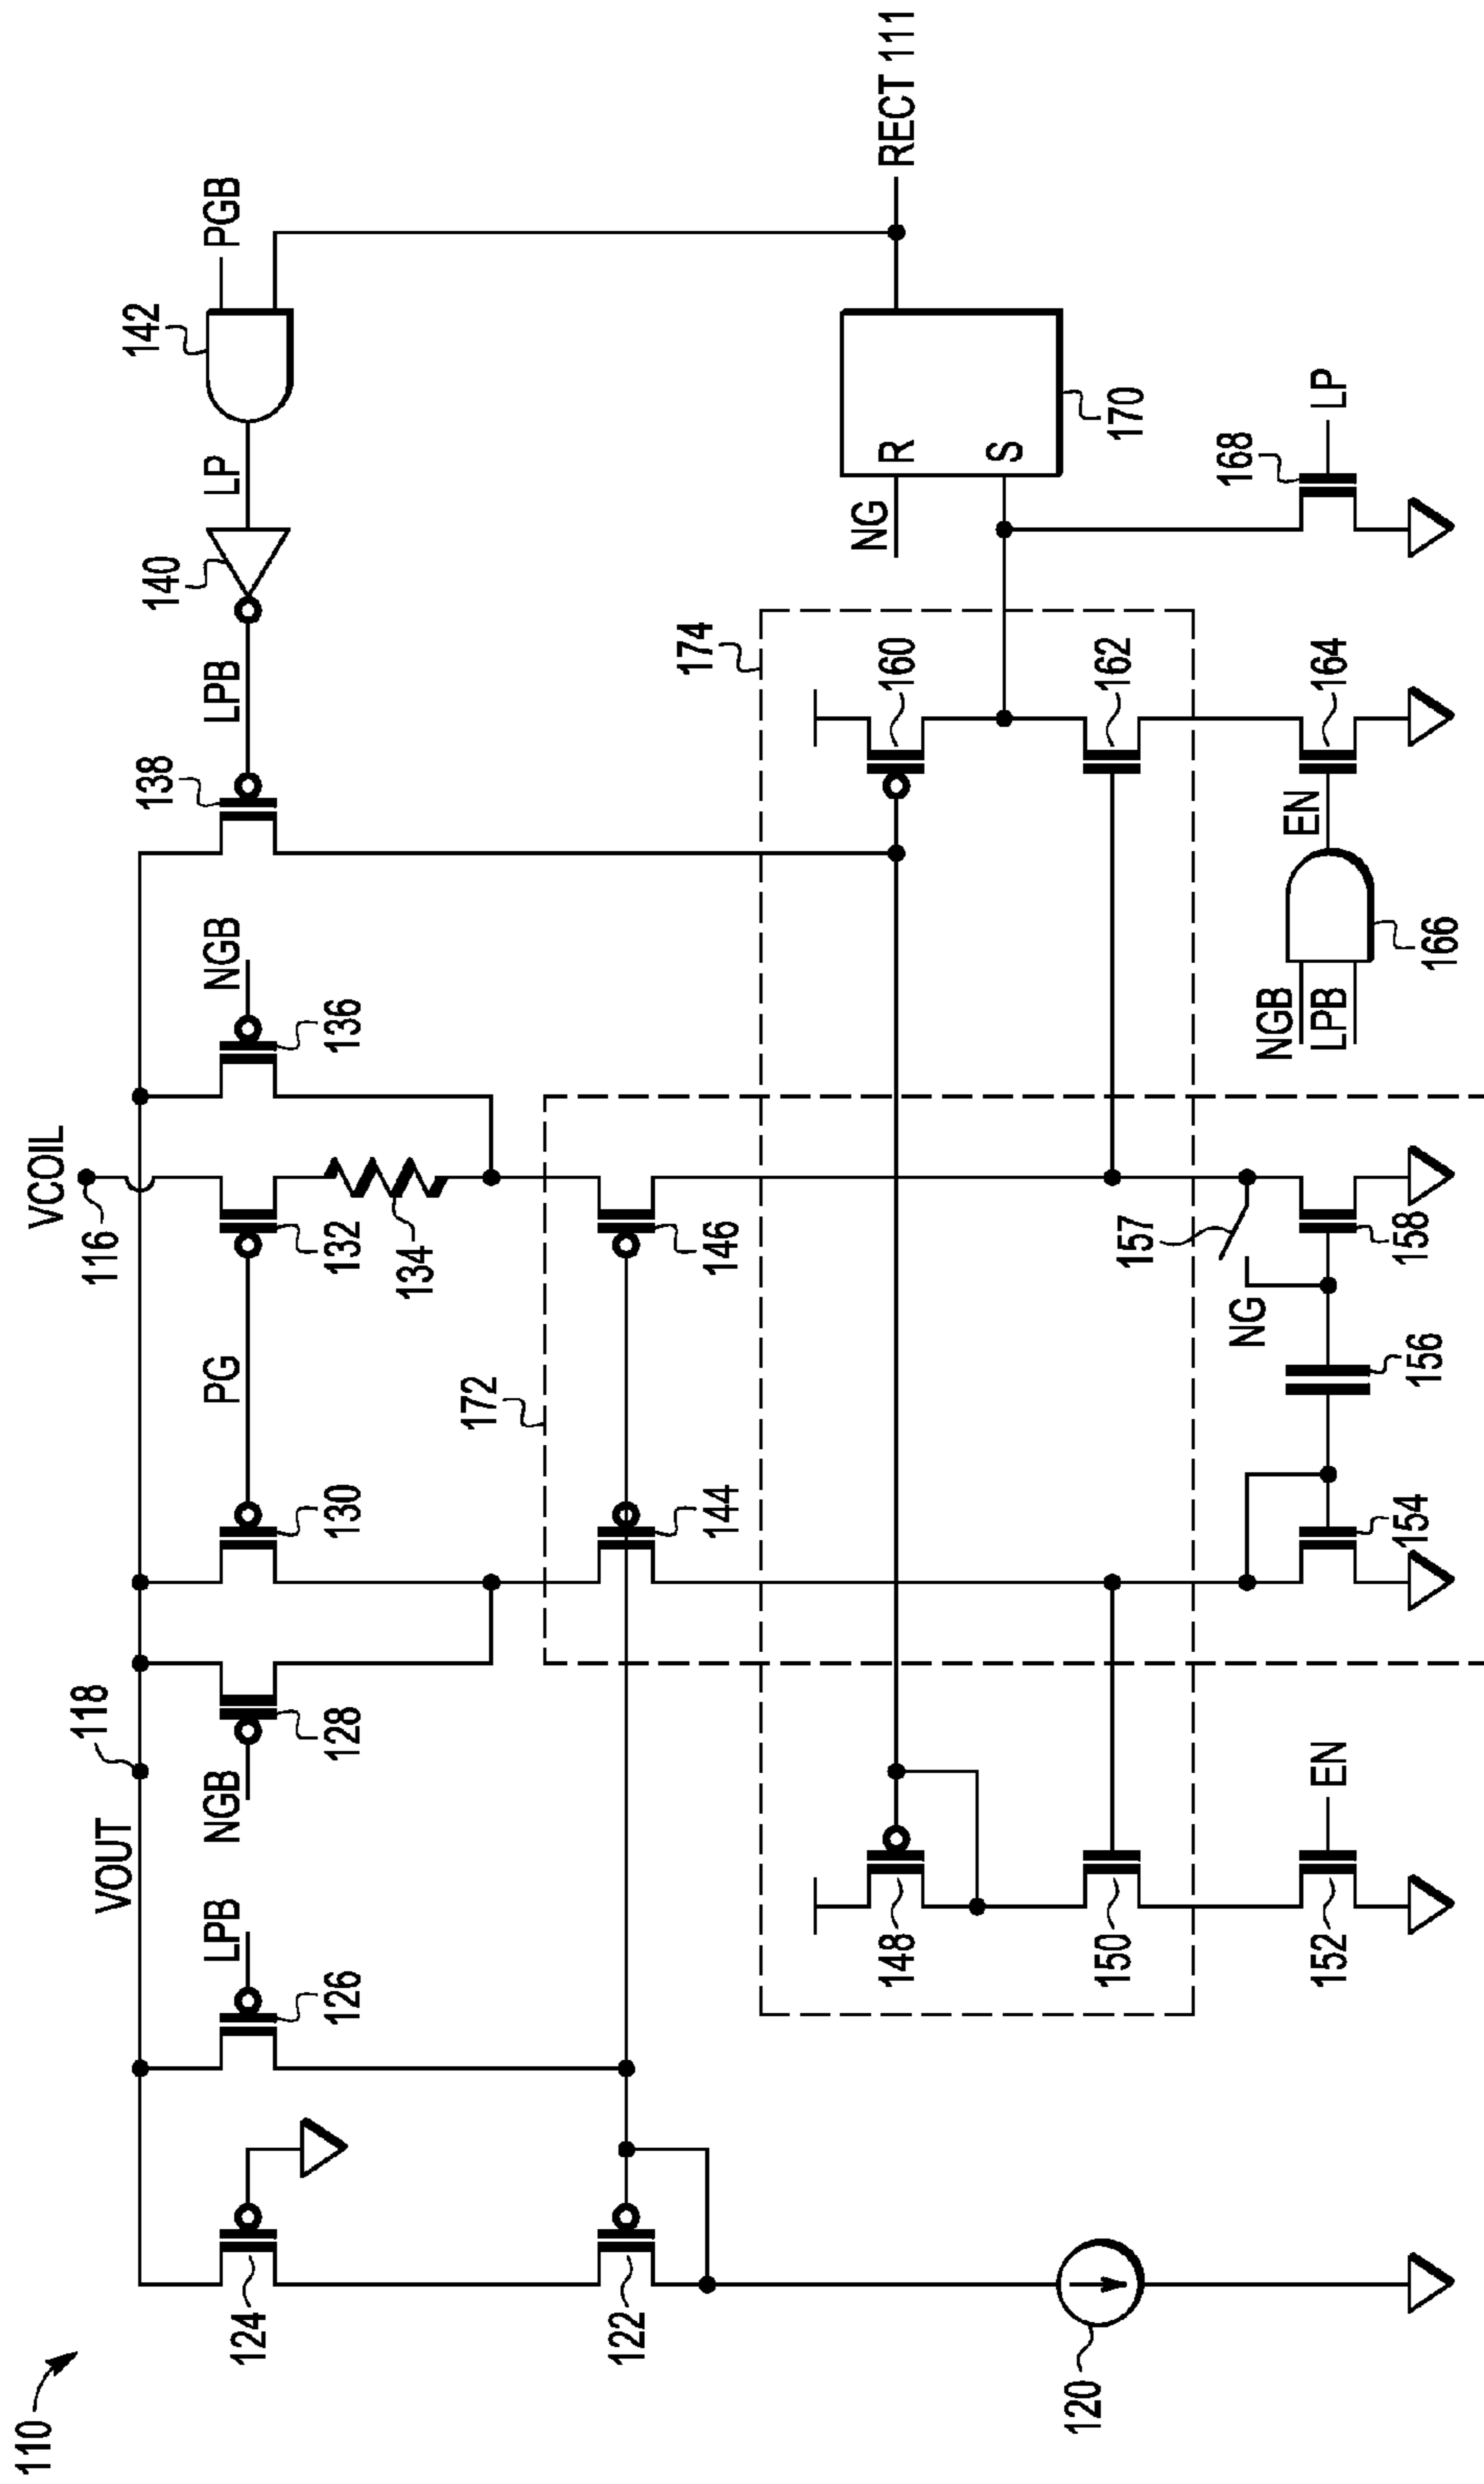 110
VCOIL
116
VOUT
118
PGB
142
LP
140
LPB
138
NGB
136
132
134
PG
130
128
NGB
LPB
126
124
122
120
172
144
146
174
RECT 111
170
R
S
NG
168
LP
160
162
164
EN
166
NGB
LPB
157
NG
158
156
154
148
150
152
EN